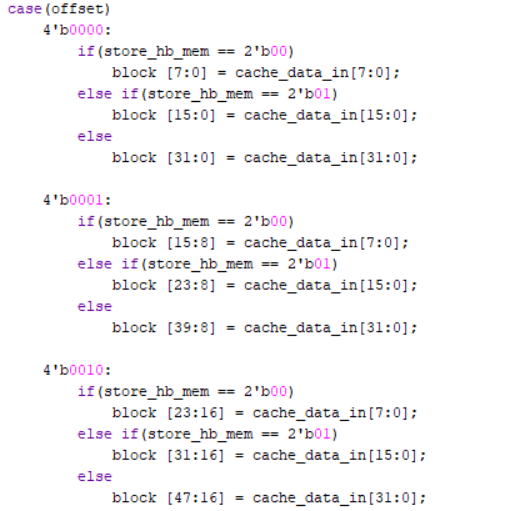 case(offset)
    4'b0000:
        if(store_hb_mem == 2'b00)
            block [7:0] = cache_data_in[7:0];
        else if(store_hb_mem == 2'b01)
            block [15:0] = cache_data_in[15:0];
        else
            block [31:0] = cache_data_in[31:0];

    4'b0001:
        if(store_hb_mem == 2'b00)
            block [15:8] = cache_data_in[7:0];
        else if(store_hb_mem == 2'b01)
            block [23:8] = cache_data_in[15:0];
        else
            block [39:8] = cache_data_in[31:0];

    4'b0010:
        if(store_hb_mem == 2'b00)
            block [23:16] = cache_data_in[7:0];
        else if(store_hb_mem == 2'b01)
            block [31:16] = cache_data_in[15:0];
        else
            block [47:16] = cache_data_in[31:0];